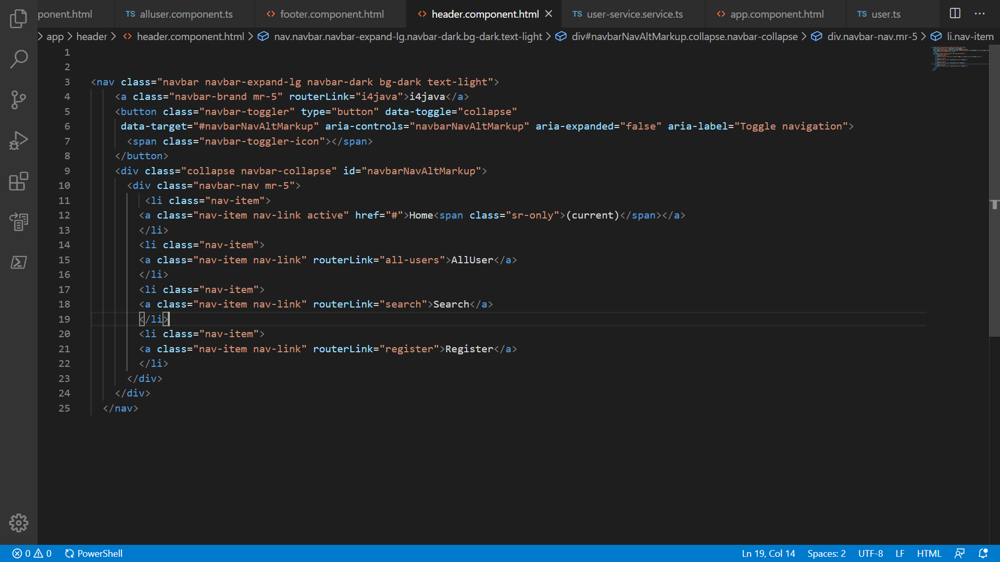 ponent.html TS alluser.component.ts <> footer.component.html <> header.component.html TS user-service.service.ts <> app.component.html TS user.ts
> app > header > <> header.component.html > nav.navbar.navbar-expand-lg.navbar-dark.bg-dark.text-light > div#navbarNavAltMarkup.collapse.navbar-collapse > div.navbar-nav.mr-5 > li.nav-item
1
2
3 <nav class="navbar navbar-expand-lg navbar-dark bg-dark text-light">
4 <a class="navbar-brand mr-5" routerLink="i4java">i4java</a>
5 <button class="navbar-toggler" type="button" data-toggle="collapse"
6 data-target="#navbarNavAltMarkup" aria-controls="navbarNavAltMarkup" aria-expanded="false" aria-label="Toggle navigation">
7 <span class="navbar-toggler-icon"></span>
8 </button>
9 <div class="collapse navbar-collapse" id="navbarNavAltMarkup">
10 <div class="navbar-nav mr-5">
11 <li class="nav-item">
12 <a class="nav-item nav-link active" href="#">Home<span class="sr-only">(current)</span></a>
13 </li>
14 <li class="nav-item">
15 <a class="nav-item nav-link" routerLink="all-users">AllUser</a>
16 </li>
17 <li class="nav-item">
18 <a class="nav-item nav-link" routerLink="search">Search</a>
19 </li>
20 <li class="nav-item">
21 <a class="nav-item nav-link" routerLink="register">Register</a>
22 </li>
23 </div>
24 </div>
25 </nav>
0 0 PowerShell Ln 19, Col 14 Spaces: 2 UTF-8 LF HTML